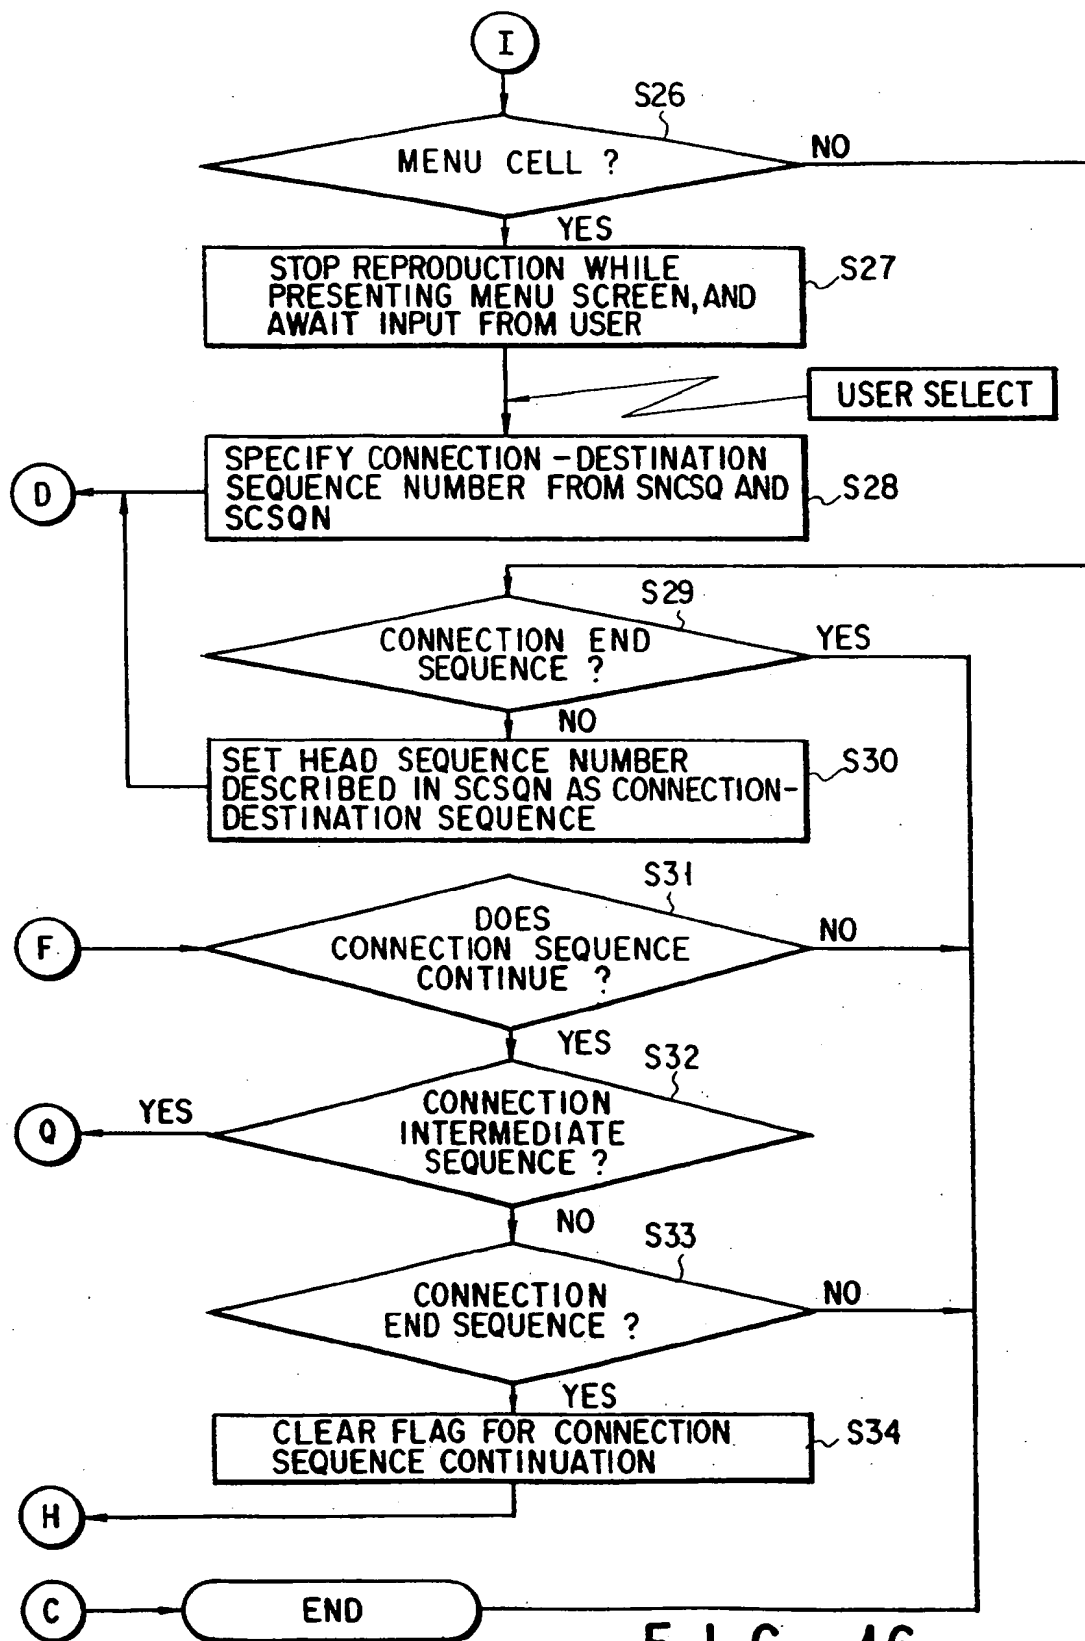 I
S26
MENU CELL ?
NO
YES
STOP REPRODUCTION WHILE
PRESENTING MENU SCREEN, AND
AWAIT INPUT FROM USER
S27
USER SELECT
SPECIFY CONNECTION-DESTINATION
SEQUENCE NUMBER FROM SNCSQ AND
SCSQN
S28
D
S29
CONNECTION END
SEQUENCE ?
YES
NO
SET HEAD SEQUENCE NUMBER
DESCRIBED IN SCSQN AS CONNECTION-
DESTINATION SEQUENCE
S30
S31
F
DOES
CONNECTION SEQUENCE
CONTINUE ?
NO
YES
S32
Q
YES
CONNECTION
INTERMEDIATE
SEQUENCE ?
NO
S33
CONNECTION
END SEQUENCE ?
NO
YES
CLEAR FLAG FOR CONNECTION
SEQUENCE CONTINUATION
S34
H
C
END
FIG. 46